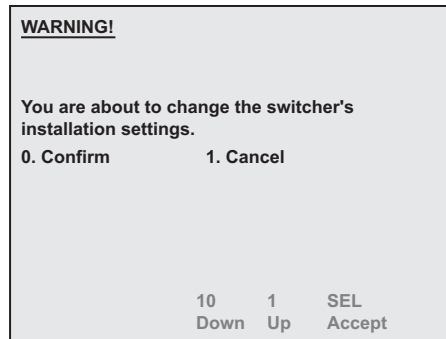 WARNING!
You are about to change the switcher's
installation settings.
0. Confirm 1. Cancel
10 1 SEL
Down Up Accept